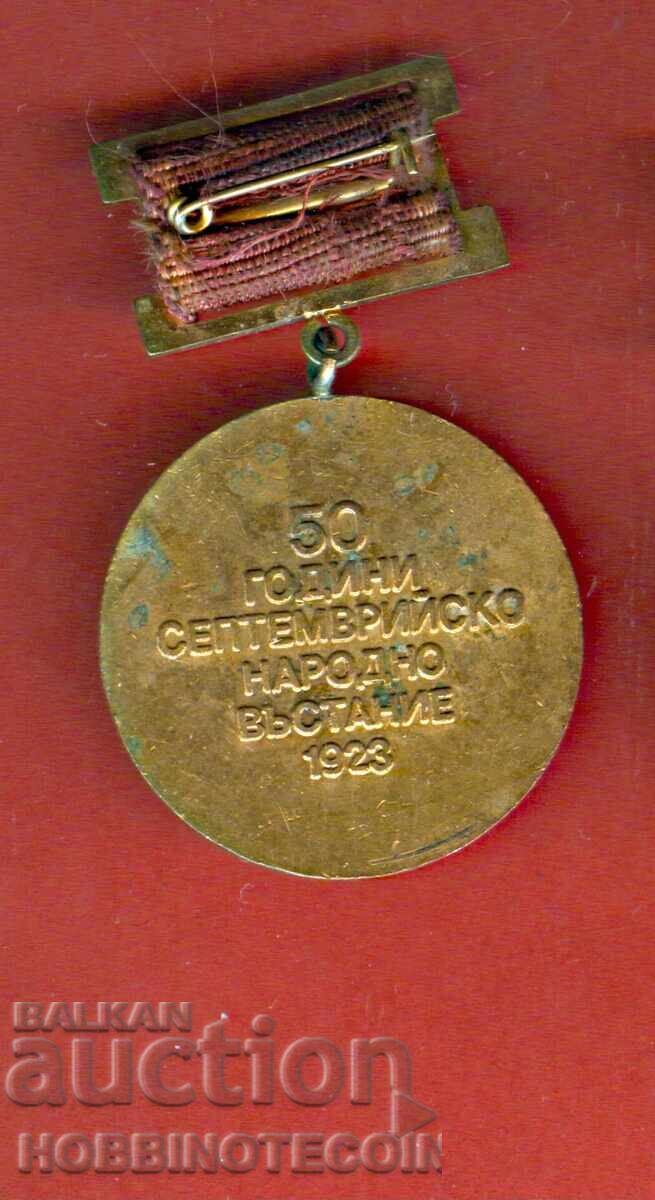 50
ГОДИНИ
СЕПТЕМВРИЙСКО
НАРОДНО
ВЪСТАНИЕ
1923
BALKAN
auction
HOBBINOTECOIN